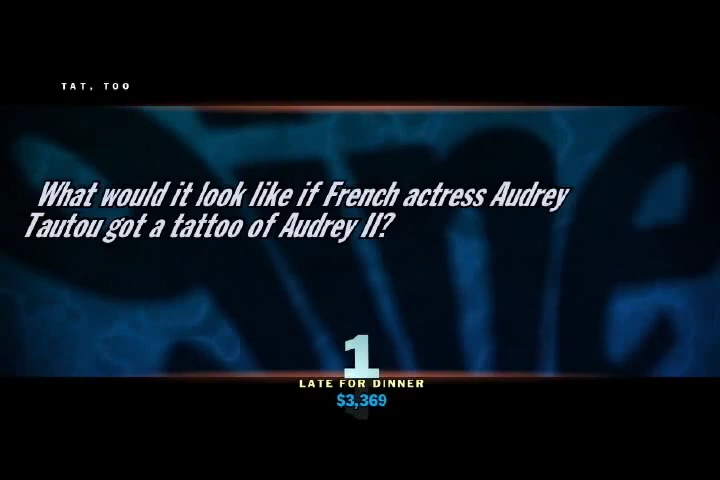 TAT, TOO
What would it look like if French actress Audrey
Tautou got a tattoo of Audrey II?
1
LATE FOR DINNER
$3,369